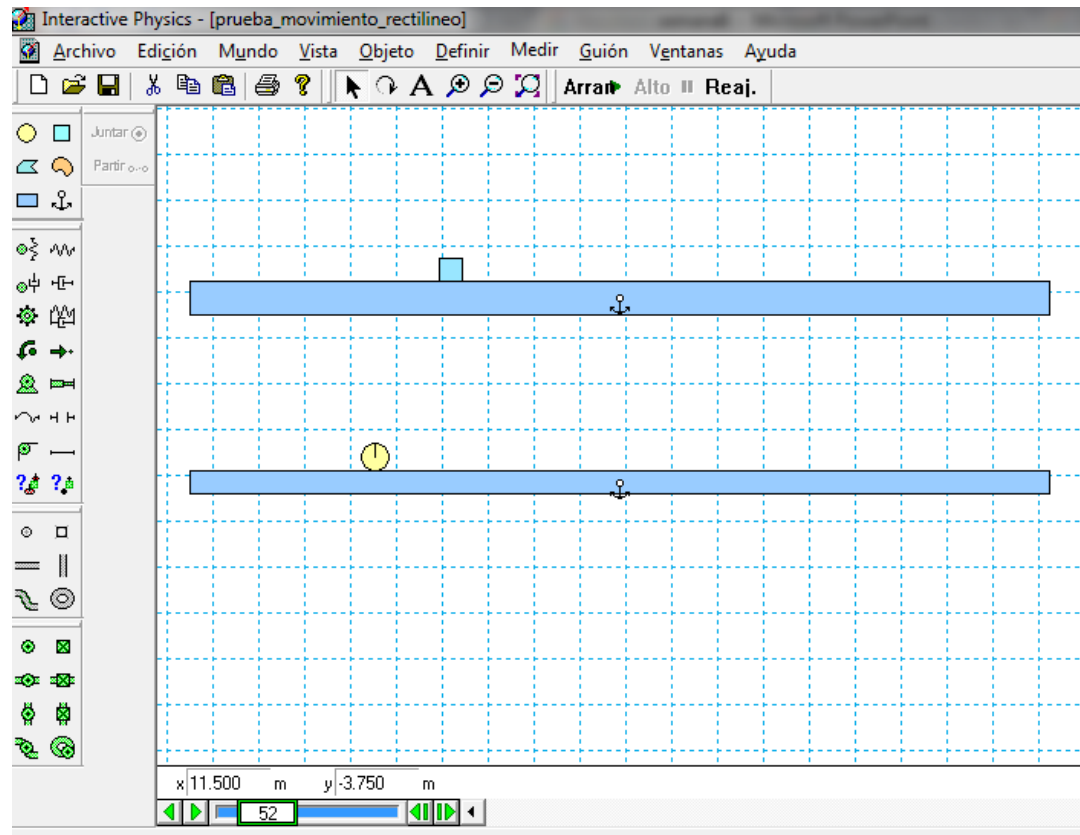 Interactive Physics - [prueba_movimiento_rectilineo]
Archivo Edición Mundo Vista Objeto Definir Medir Guión Ventanas Ayuda
A Arran Alto Reaj.
Juntar
Partir
x 11.500 m y -3.750 m
52